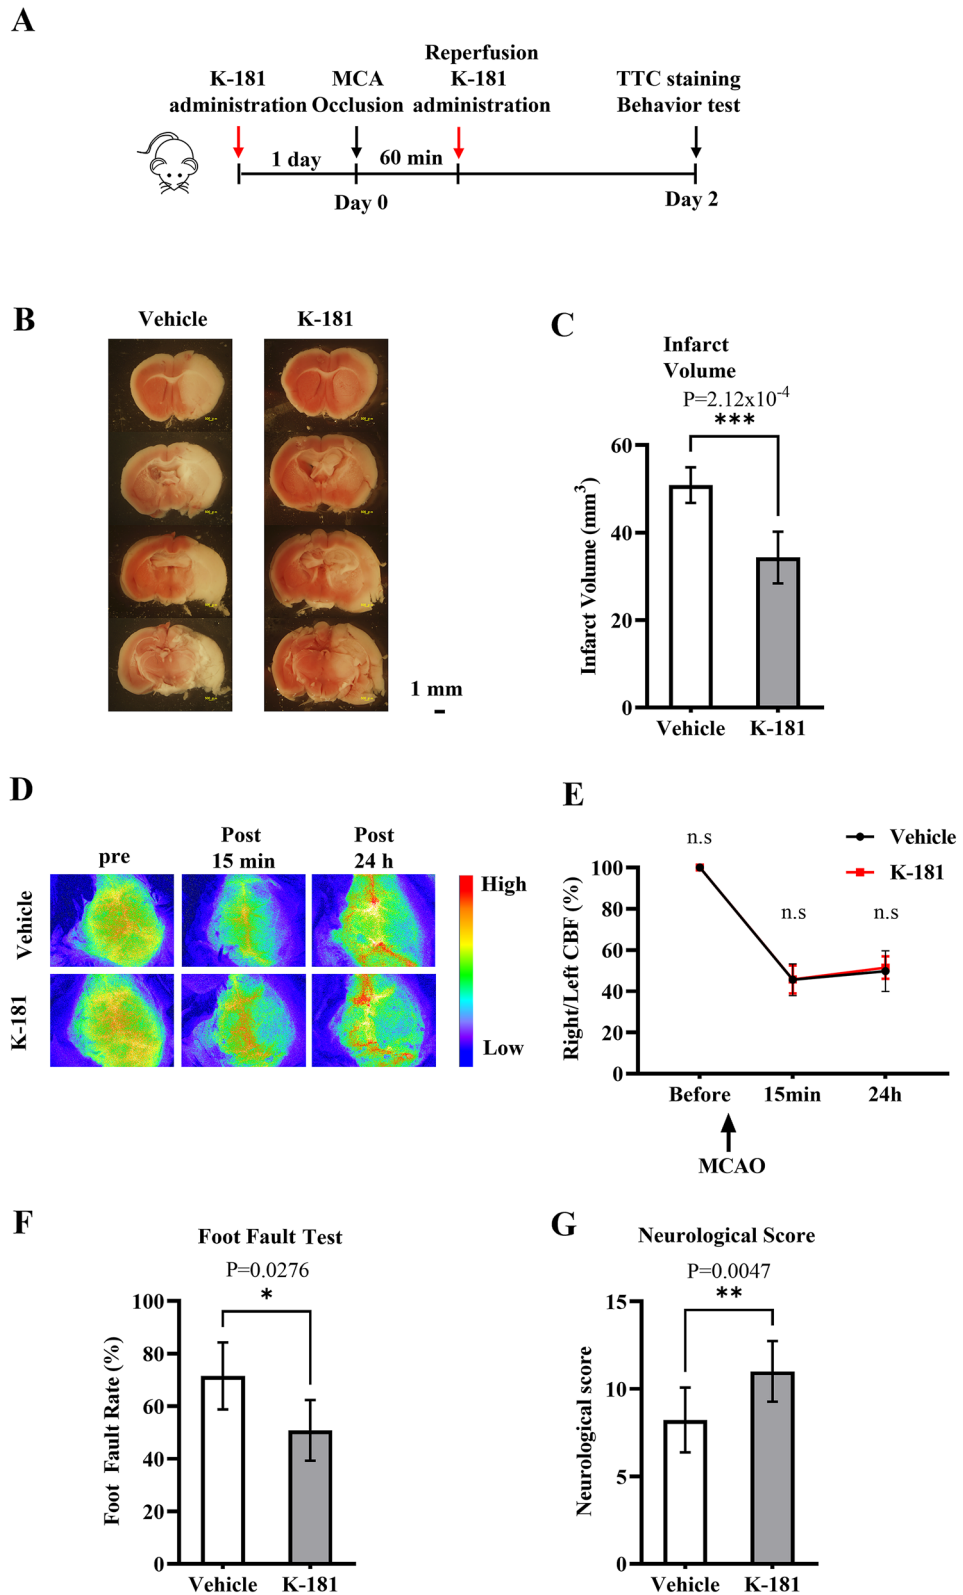 A
Reperfusion
K-181 MCA K-181 TTC staining
administration Occlusion administration Behavior test
1 day 60 min
Day 0 Day 2
B
Vehicle K-181
1 mm
C
Infarct
Volume
P=2.12x10-4
***
Infarct Volume (mm3)
60
40
20
0
Vehicle K-181
D
pre Post 15 min Post 24 h
Vehicle
K-181
High
Low
E
Vehicle
K-181
n.s
n.s n.s
Right/Left CBF (%)
100
80
60
40
20
0
Before 15min 24h
MCAO
F
Foot Fault Test
P=0.0276
*
Foot Fault Rate (%)
100
80
60
40
20
0
Vehicle K-181
G
Neurological Score
P=0.0047
**
Neurological score
15
10
5
0
Vehicle K-181